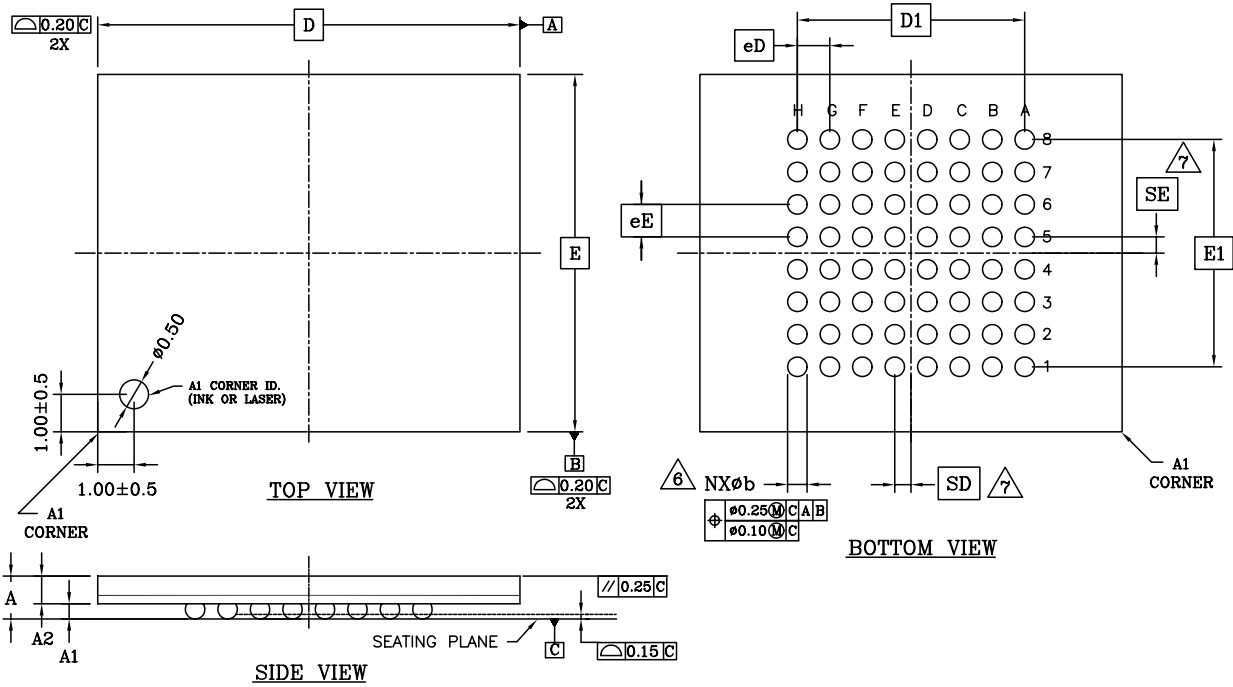 ⌓ 0.20 C
2X
D
A
E
ø0.50
A1 CORNER ID.
(INK OR LASER)
1.00±0.5
1.00±0.5
A1
CORNER
TOP VIEW
B
⌓ 0.20 C
2X
D1
eD
H G F E D C B A
8
7
6
5
4
3
2
1
7
SE
eE
E1
6
NXøb
⌖ ø0.25Ⓜ C A B
ø0.10Ⓜ C
SD
7
A1
CORNER
BOTTOM VIEW
A
A2
A1
// 0.25 C
SEATING PLANE
C
⌓ 0.15 C
SIDE VIEW